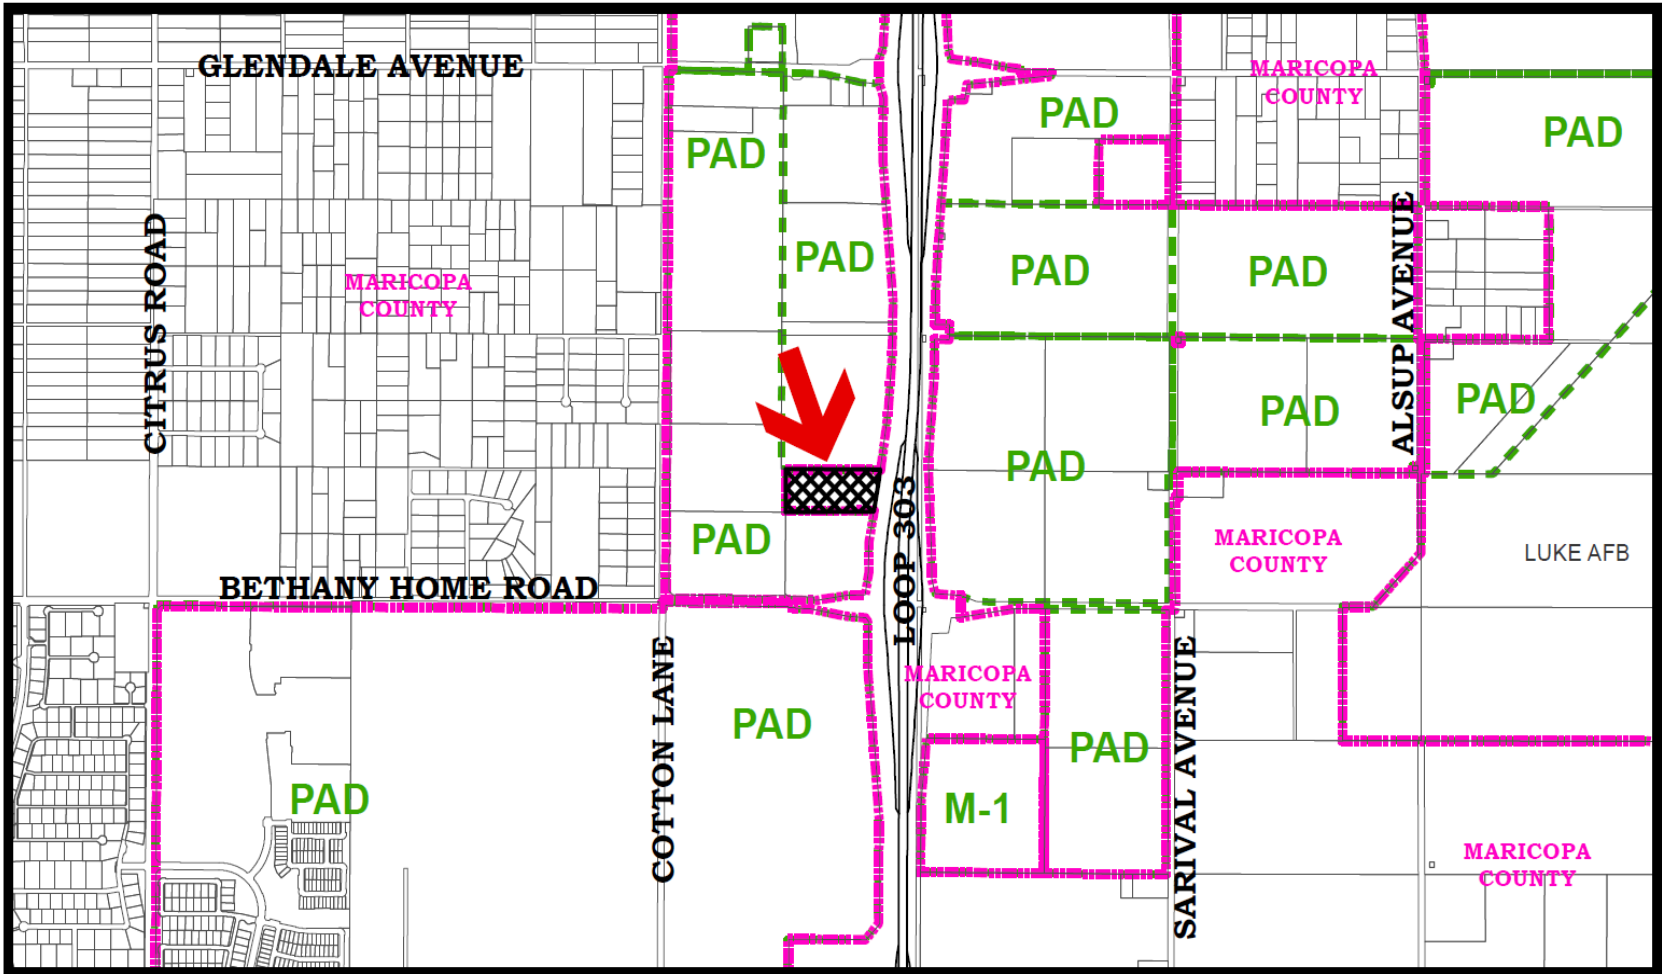 GLENDALE AVENUE
MARICOPA
COUNTY
PAD
PAD
PAD
PAD
PAD
PAD
PAD
CITRUS ROAD
MARICOPA
COUNTY
ALSUP AVENUE
PAD
PAD
PAD
LOOP 303
PAD
MARICOPA
COUNTY
LUKE AFB
BETHANY HOME ROAD
COTTON LANE
MARICOPA
COUNTY
SARIVAL AVENUE
PAD
PAD
PAD
M-1
MARICOPA
COUNTY